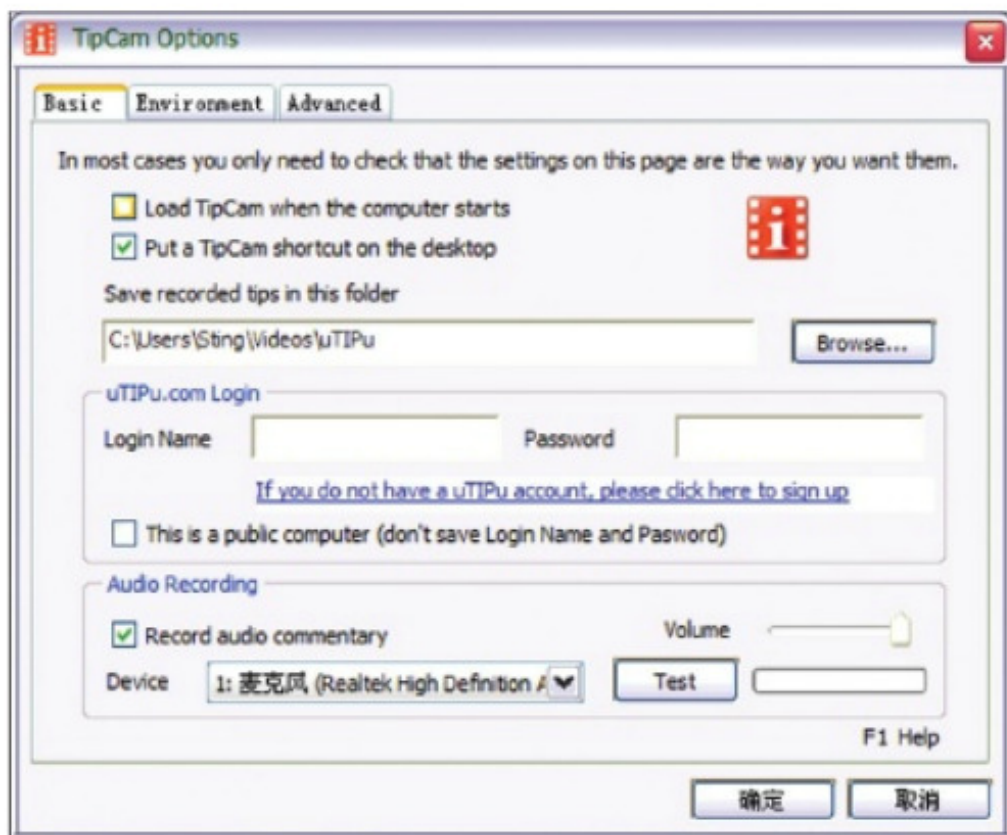 TipCam Options
Basic Environment Advanced
In most cases you only need to check that the settings on this page are the way you want them.
Load TipCam when the computer starts
Put a TipCam shortcut on the desktop
Save recorded tips in this folder
C:\Users\Sting\Videos\uTIPu Browse...
uTIPu.com Login
Login Name Password
If you do not have a uTIPu account, please click here to sign up
This is a public computer (don't save Login Name and Pasword)
Audio Recording
Record audio commentary Volume
Device 1: 麦克风 (Realtek High Definition A Test
F1 Help
确定 取消